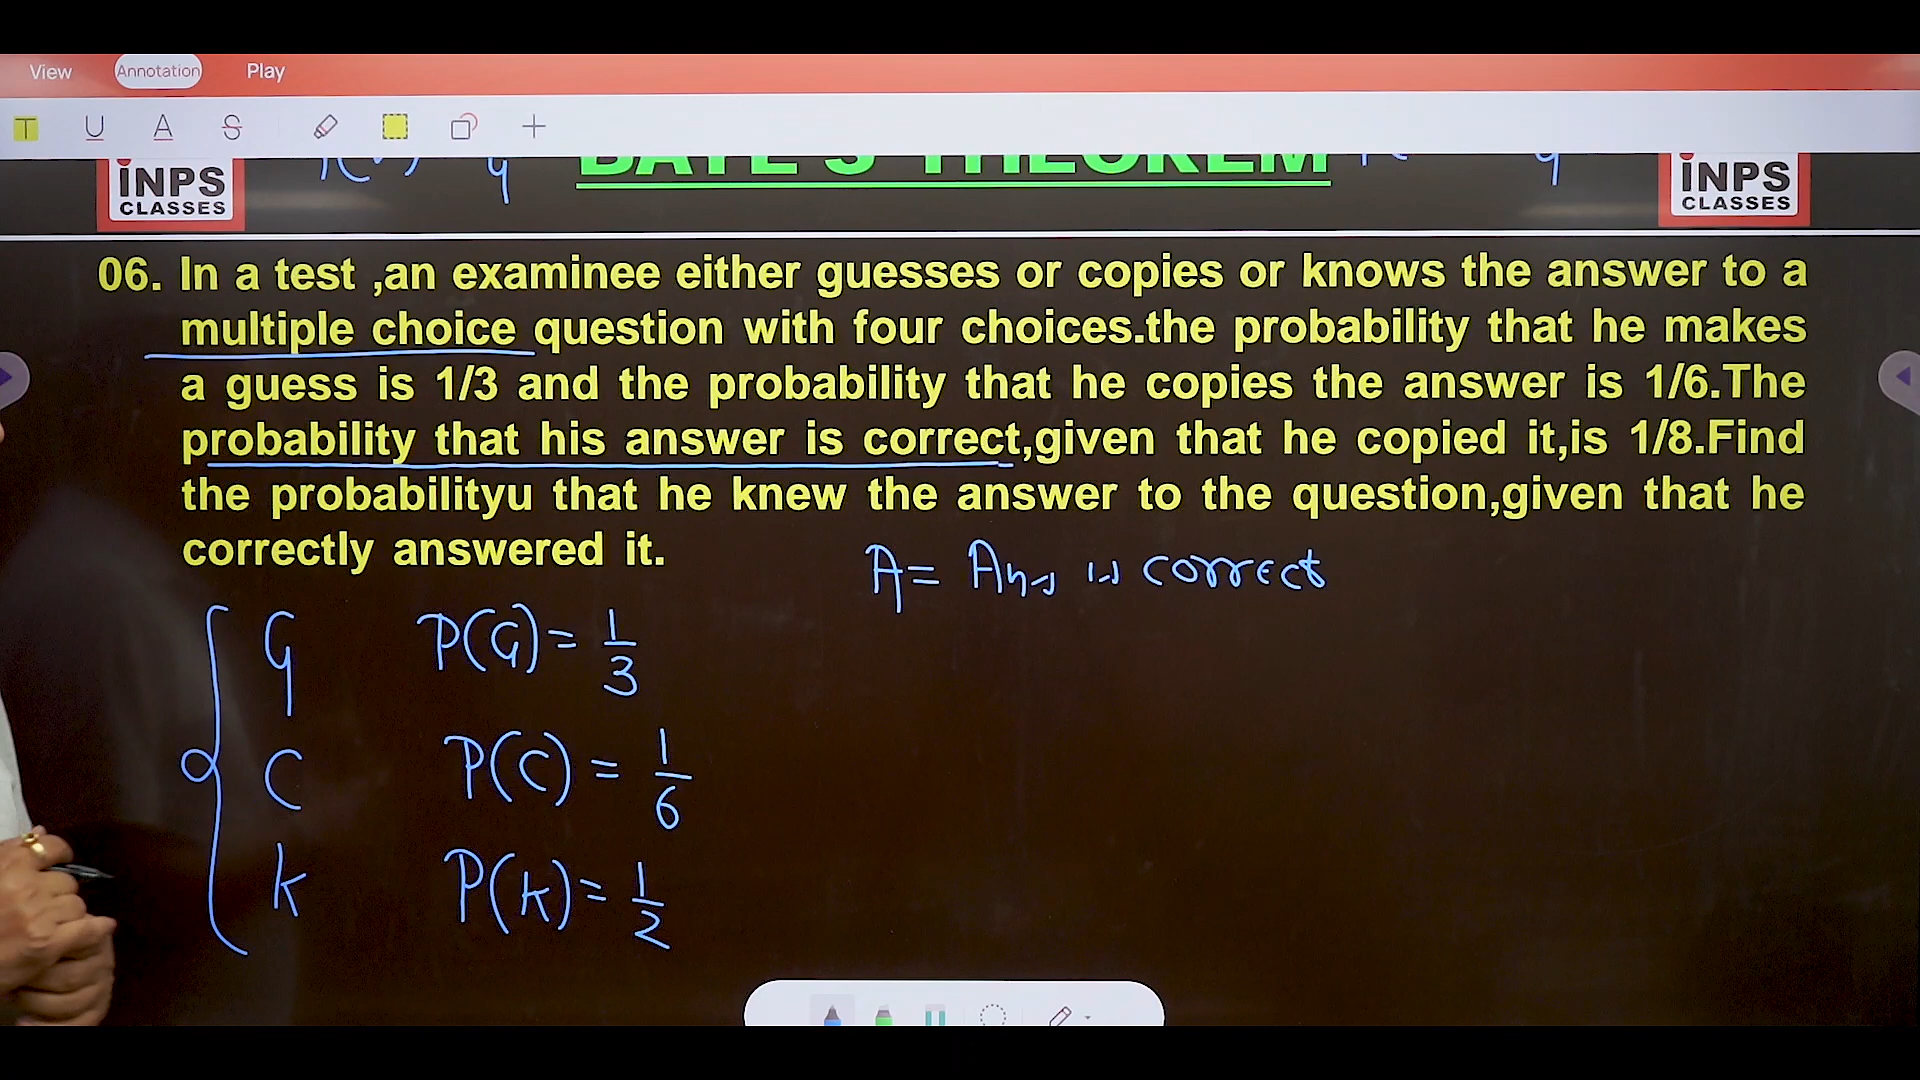 View Annotation Play
T U A S
BAYE'S THEOREM
iNPS
CLASSES
iNPS
CLASSES
06. In a test ,an examinee either guesses or copies or knows the answer to a
multiple choice question with four choices.the probability that he makes
a guess is 1/3 and the probability that he copies the answer is 1/6.The
probability that his answer is correct,given that he copied it,is 1/8.Find
the probabilityu that he knew the answer to the question,given that he
correctly answered it.
A = Ans is correct
G P(G) = 1/3
C P(C) = 1/6
K P(K) = 1/2